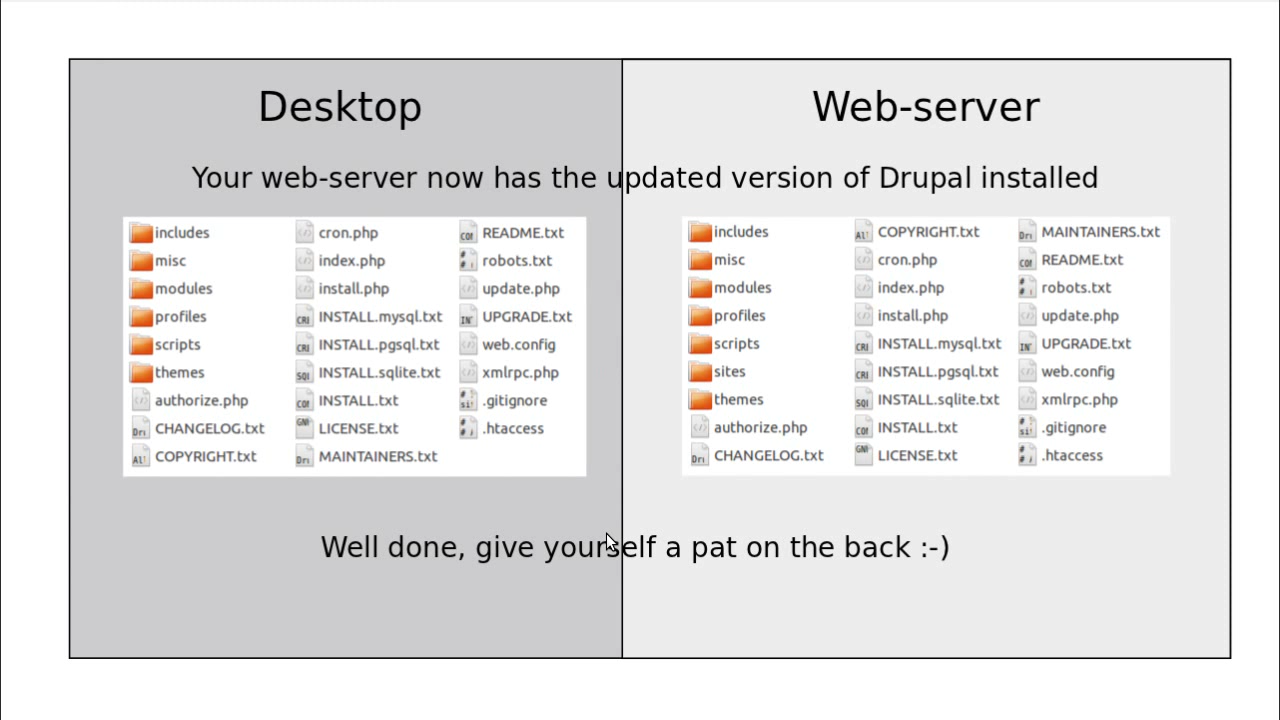 Desktop
Web-server
Your web-server now has the updated version of Drupal installed
includes cron.php README.txt
misc index.php robots.txt
modules install.php update.php
profiles INSTALL.mysql.txt UPGRADE.txt
scripts INSTALL.pgsql.txt web.config
themes INSTALL.sqlite.txt xmlrpc.php
authorize.php INSTALL.txt .gitignore
CHANGELOG.txt LICENSE.txt .htaccess
COPYRIGHT.txt MAINTAINERS.txt
includes COPYRIGHT.txt MAINTAINERS.txt
misc cron.php README.txt
modules index.php robots.txt
profiles install.php update.php
scripts INSTALL.mysql.txt UPGRADE.txt
sites INSTALL.pgsql.txt web.config
themes INSTALL.sqlite.txt xmlrpc.php
authorize.php INSTALL.txt .gitignore
CHANGELOG.txt LICENSE.txt .htaccess
Well done, give yourself a pat on the back :-)